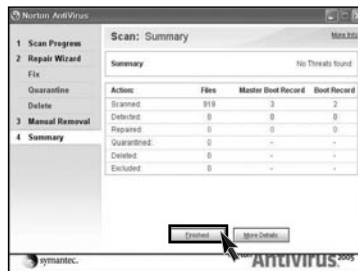 Norton AntiVirus
1 Scan Progress
2 Repair Wizard
Fix
Quarantine
Delete
3 Manual Removal
4 Summary
Scan: Summary
More Info
Summary No Threats found
Action: Files Master Boot Record Boot Record
Scanned: 919 3 2
Detected: 0 0 0
Repaired: 0 0 0
Quarantined: 0 - -
Deleted: 0 - -
Excluded: 0 - -
Finished More Details
symantec.
AntiVirus 2005